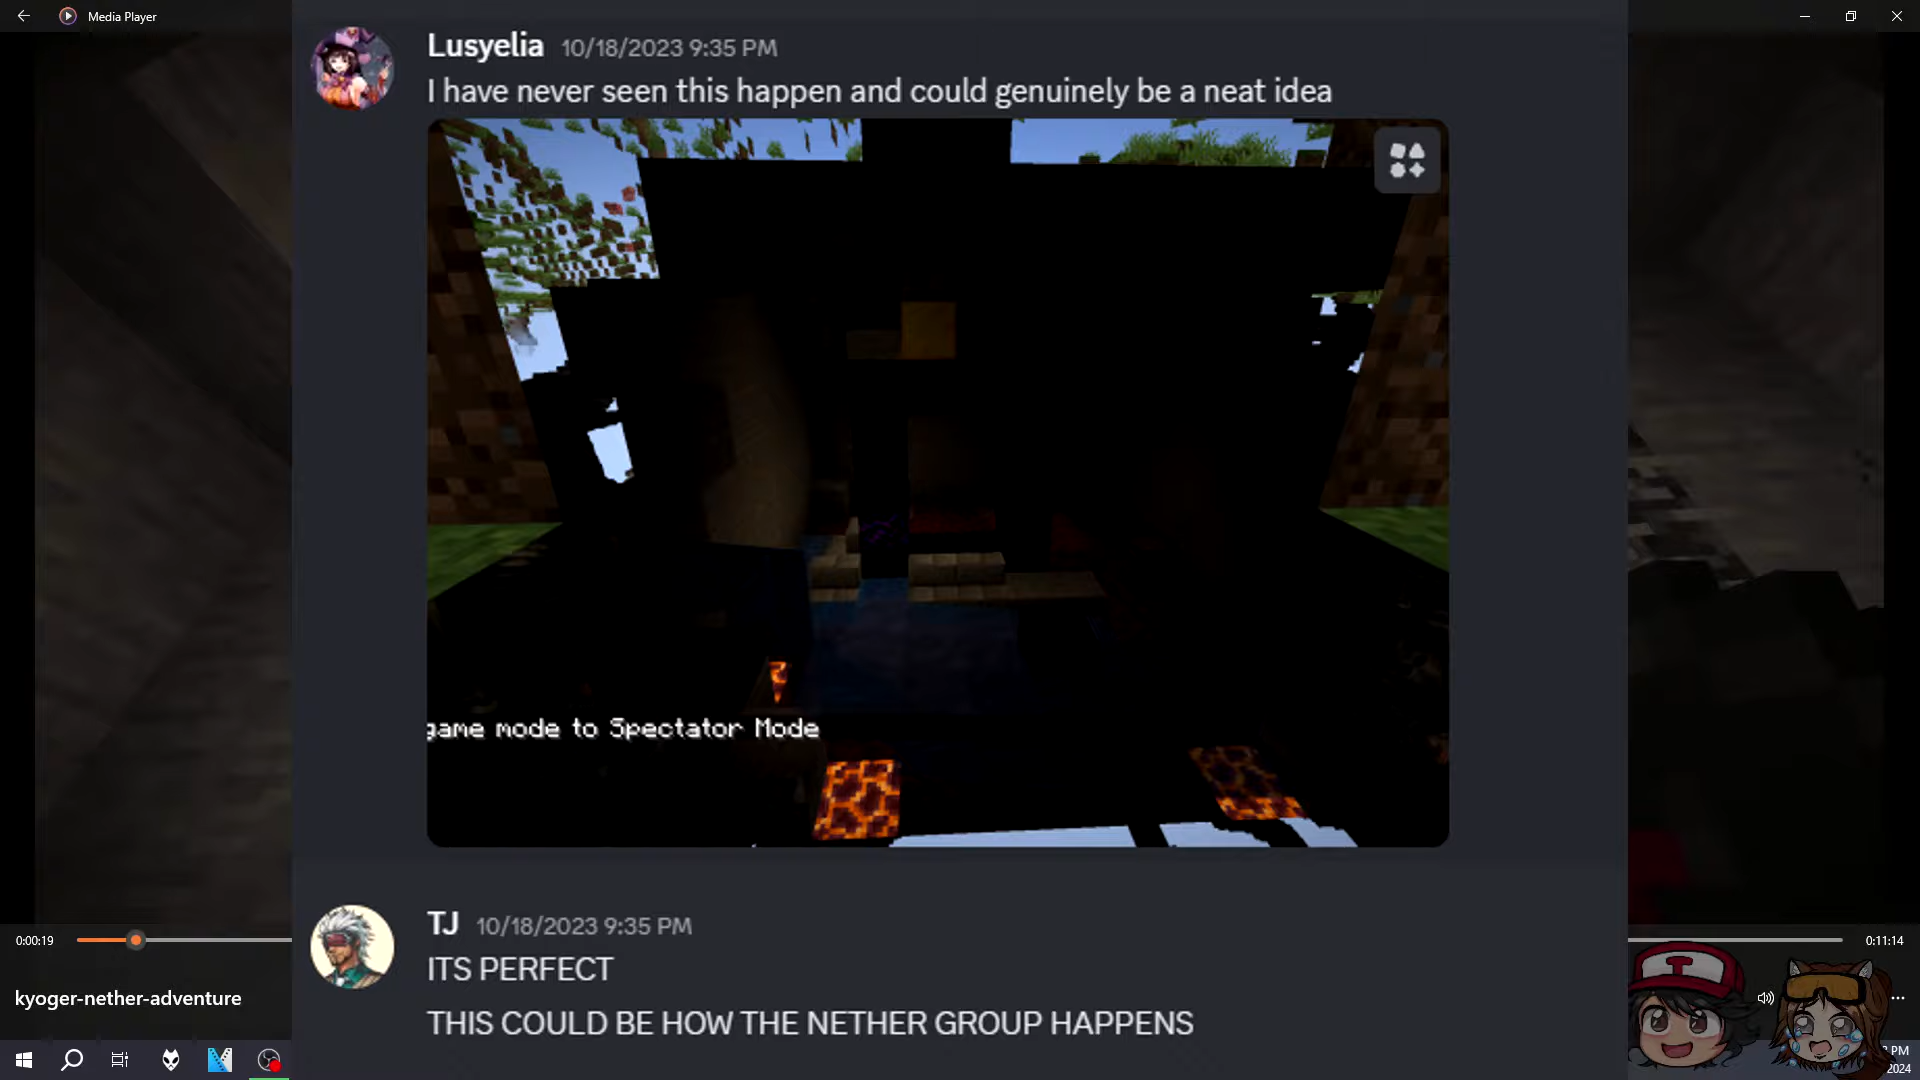 Media Player
Lusyelia 10/18/2023 9:35 PM
I have never seen this happen and could genuinely be a neat idea
game mode to Spectator Mode
TJ 10/18/2023 9:35 PM
ITS PERFECT
THIS COULD BE HOW THE NETHER GROUP HAPPENS
0:00:19
0:11:14
kyoger-nether-adventure
T
PM
2024